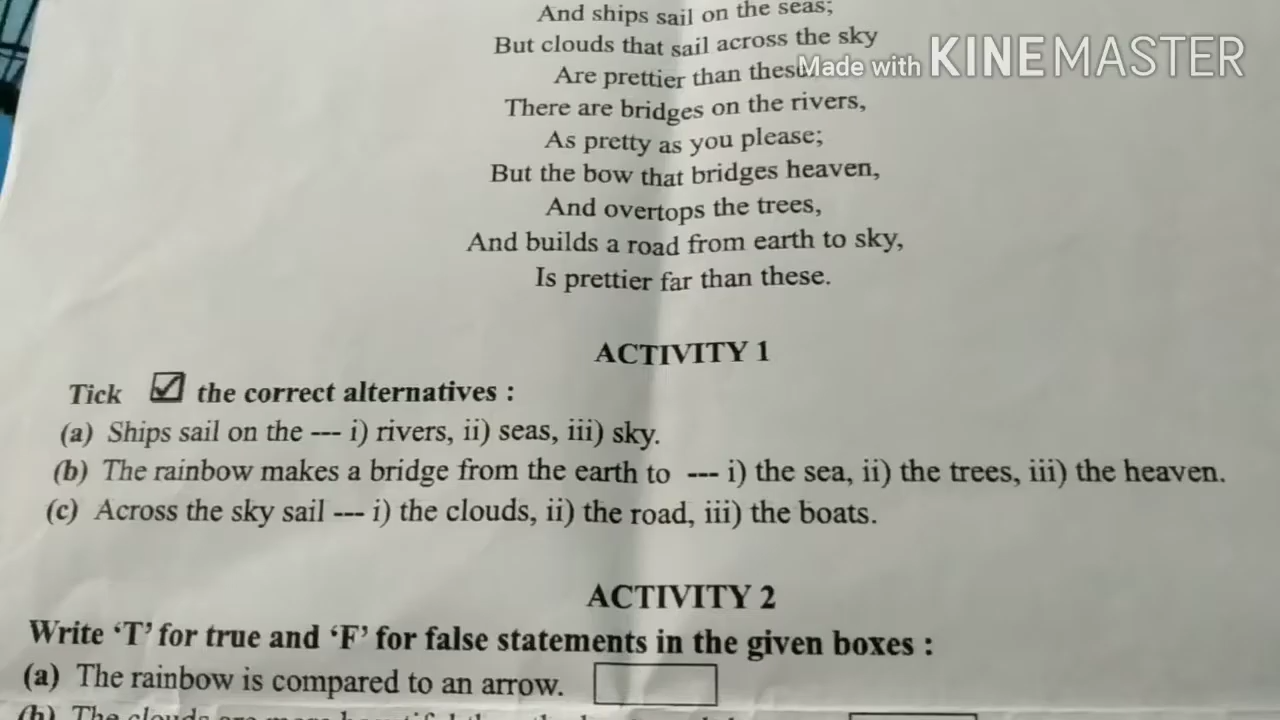 And ships sail on the seas;
But clouds that sail across the sky
Are prettier than these
Made with KINEMASTER
There are bridges on the rivers,
As pretty as you please;
But the bow that bridges heaven,
And overtops the trees,
And builds a road from earth to sky,
Is prettier far than these.
ACTIVITY 1
Tick ☑ the correct alternatives :
(a) Ships sail on the --- i) rivers, ii) seas, iii) sky.
(b) The rainbow makes a bridge from the earth to --- i) the sea, ii) the trees, iii) the heaven.
(c) Across the sky sail --- i) the clouds, ii) the road, iii) the boats.
ACTIVITY 2
Write ‘T’ for true and ‘F’ for false statements in the given boxes :
(a) The rainbow is compared to an arrow.
(b) The clouds are more